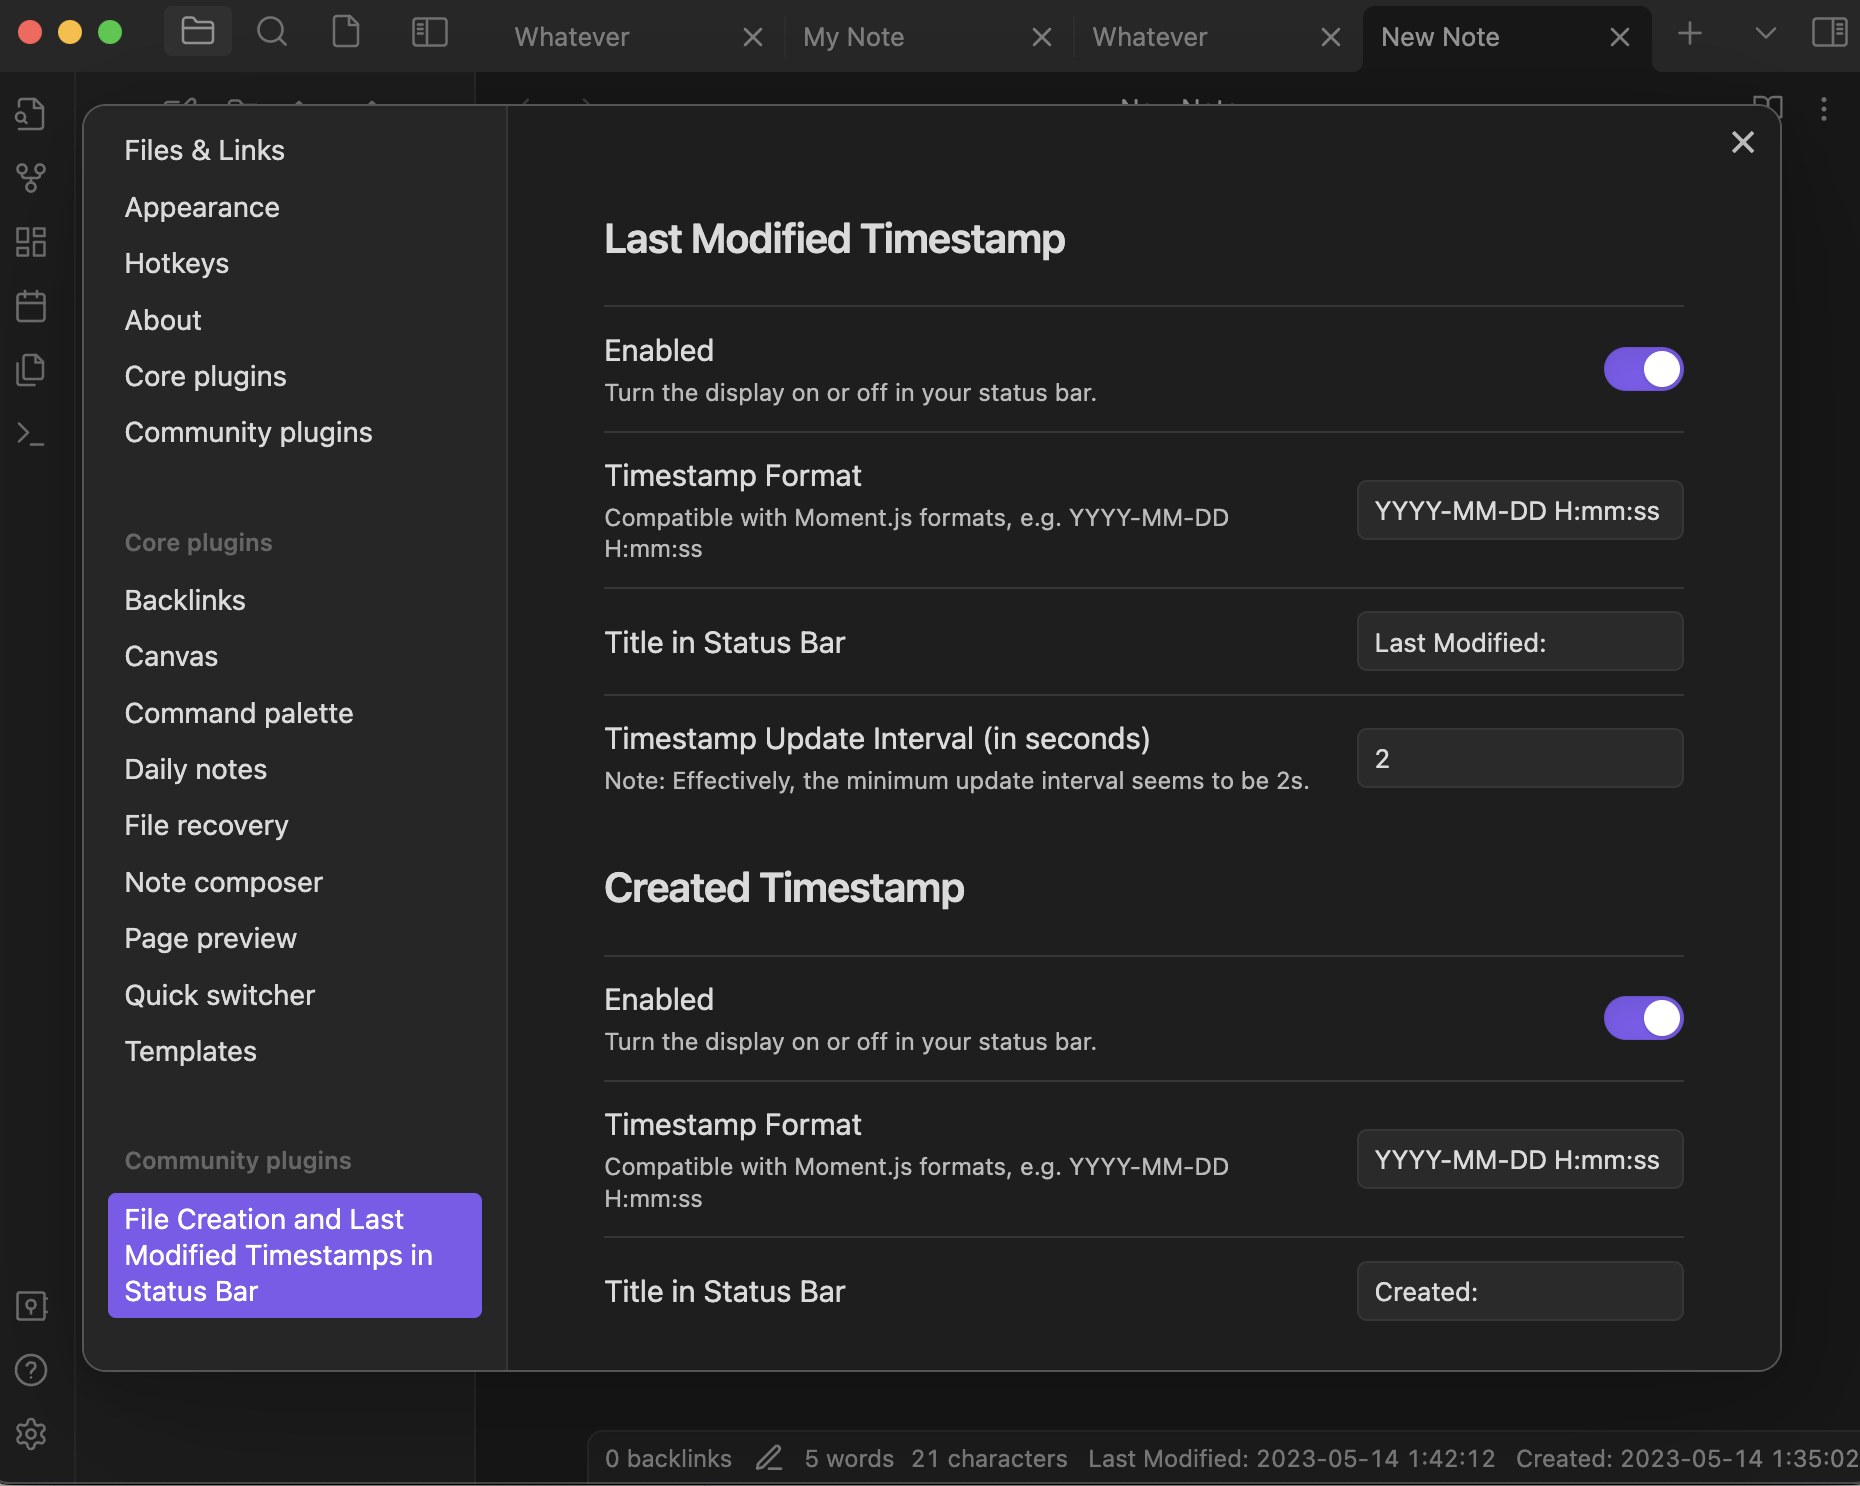 Whatever
My Note
Whatever
New Note
Files & Links
Appearance
Hotkeys
About
Core plugins
Community plugins
Core plugins
Backlinks
Canvas
Command palette
Daily notes
File recovery
Note composer
Page preview
Quick switcher
Templates
Community plugins
File Creation and Last
Modified Timestamps in
Status Bar
Last Modified Timestamp
Enabled
Turn the display on or off in your status bar.
Timestamp Format
Compatible with Moment.js formats, e.g. YYYY-MM-DD
H:mm:ss
YYYY-MM-DD H:mm:ss
Title in Status Bar
Last Modified:
Timestamp Update Interval (in seconds)
Note: Effectively, the minimum update interval seems to be 2s.
2
Created Timestamp
Enabled
Turn the display on or off in your status bar.
Timestamp Format
Compatible with Moment.js formats, e.g. YYYY-MM-DD
H:mm:ss
YYYY-MM-DD H:mm:ss
Title in Status Bar
Created:
0 backlinks 5 words 21 characters Last Modified: 2023-05-14 1:42:12 Created: 2023-05-14 1:35:02